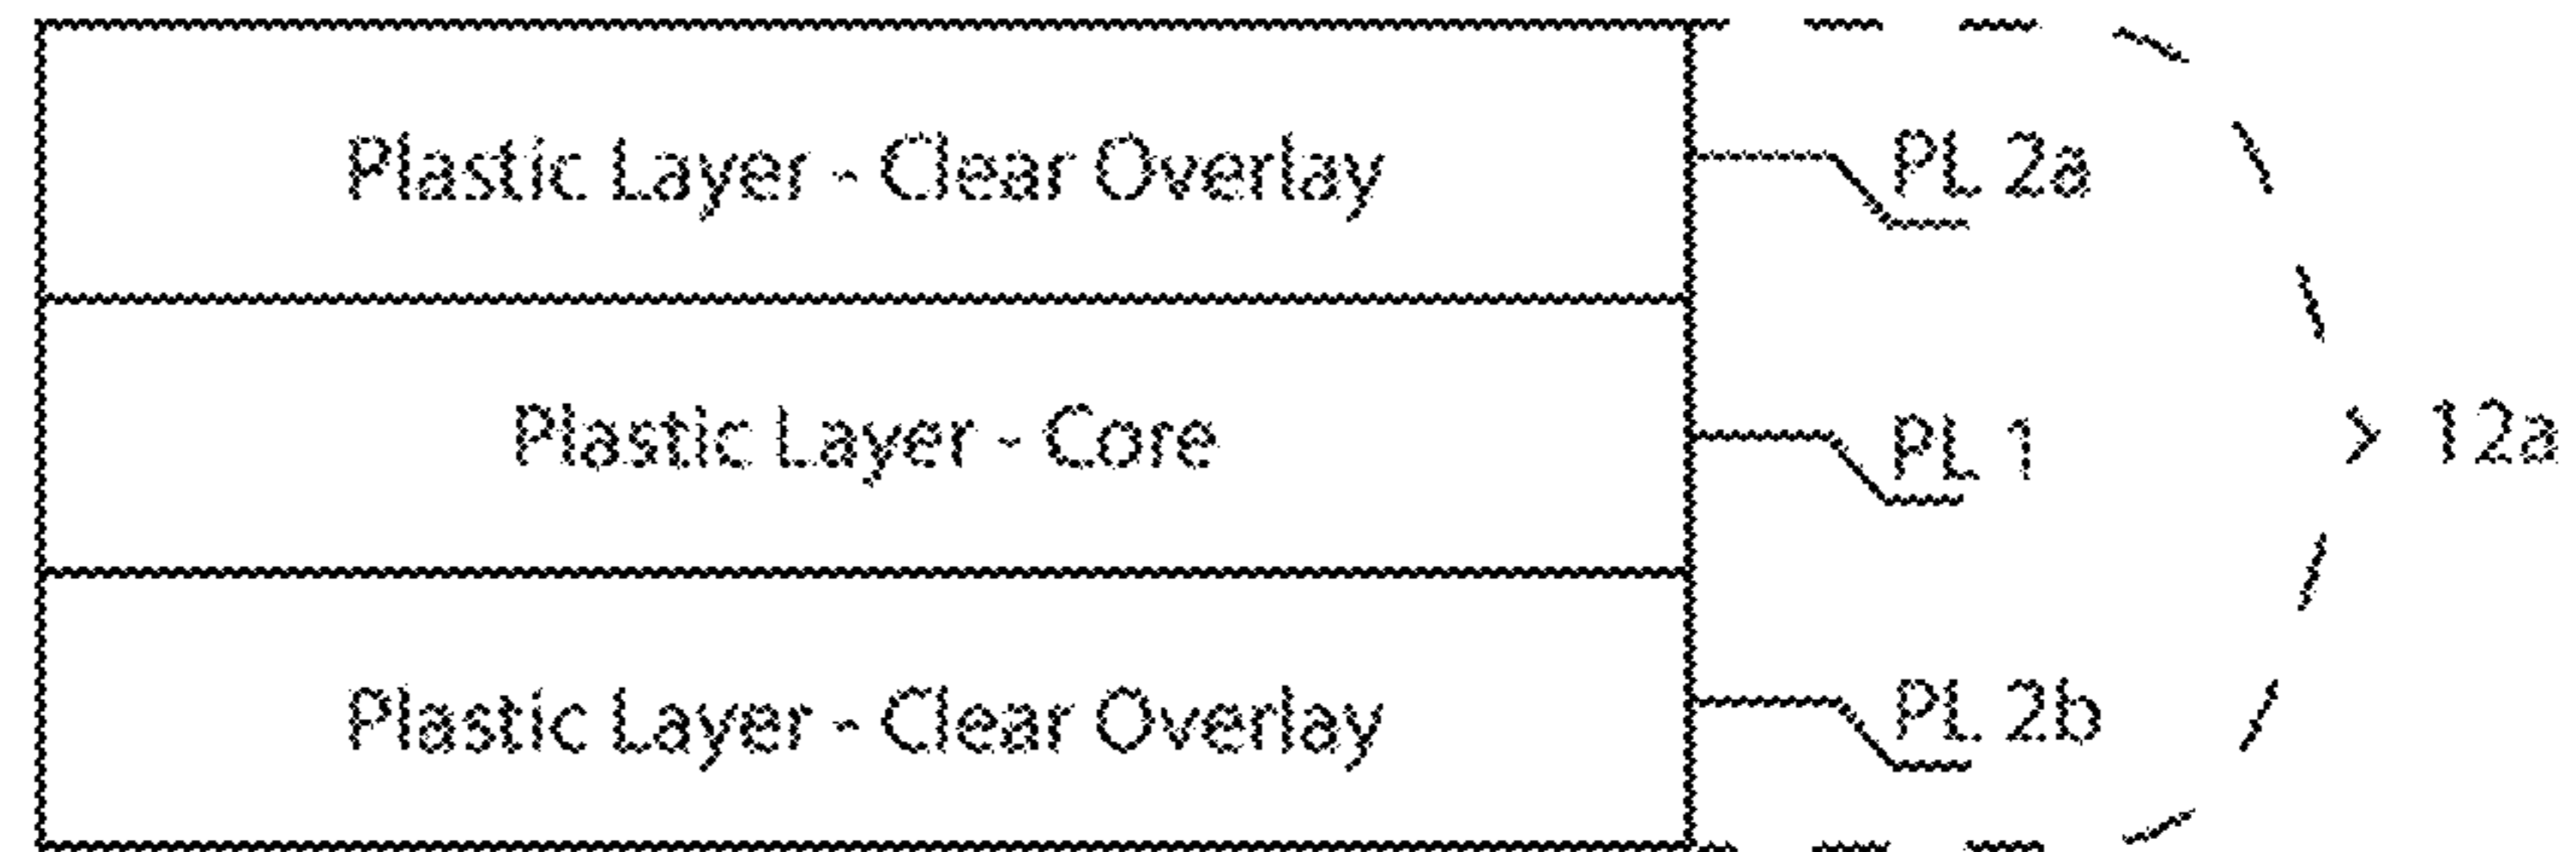 Plastic Layer - Clear Overlay PL 2a
Plastic Layer - Core PL 1 12a
Plastic Layer - Clear Overlay PL 2b